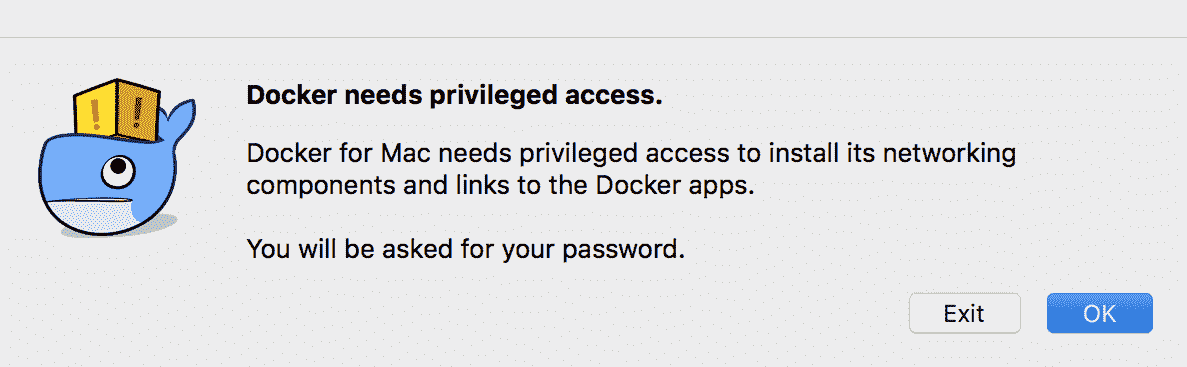 Docker needs privileged access.
Docker for Mac needs privileged access to install its networking
components and links to the Docker apps.
You will be asked for your password.
Exit
OK